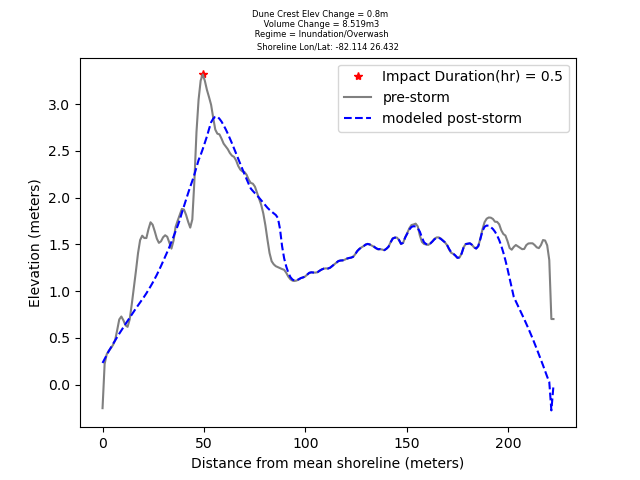 Dune Crest Elev Change = 0.8m
Volume Change = 8.519m3
Regime = Inundation/Overwash
Shoreline Lon/Lat: -82.114 26.432
Impact Duration(hr) = 0.5
pre-storm
modeled post-storm
3.0
2.5
2.0
1.5
1.0
0.5
0.0
Elevation (meters)
0 50 100 150 200
Distance from mean shoreline (meters)